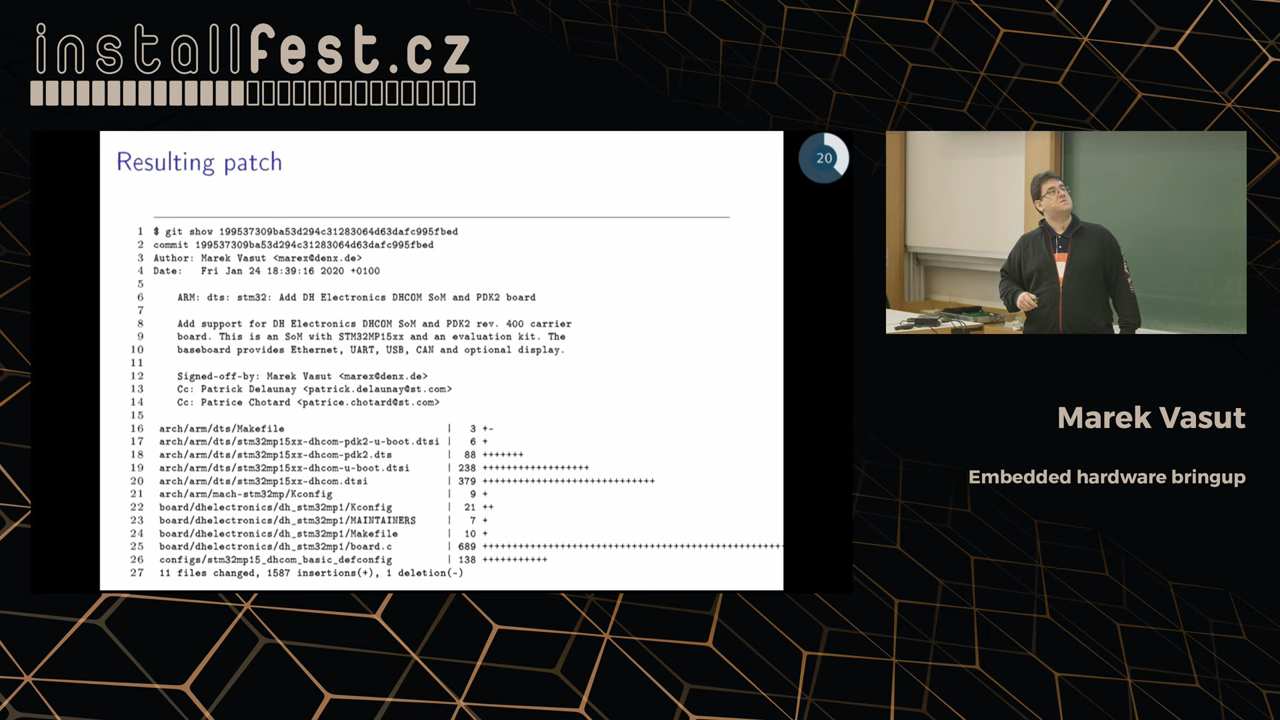 installfest.cz
Resulting patch
20
1 $ git show 199537309ba53d294c31283064d63dafc995fbed
2 commit 199537309ba53d294c31283064d63dafc995fbed
3 Author: Marek Vasut <marex@denx.de>
4 Date: Fri Jan 24 18:39:16 2020 +0100
5
6 ARM: dts: stm32: Add DH Electronics DHCOM SoM and PDK2 board
7
8 Add support for DH Electronics DHCOM SoM and PDK2 rev. 400 carrier
9 board. This is an SoM with STM32MP15xx and an evaluation kit. The
10 baseboard provides Ethernet, UART, USB, CAN and optional display.
11
12 Signed-off-by: Marek Vasut <marex@denx.de>
13 Cc: Patrick Delaunay <patrick.delaunay@st.com>
14 Cc: Patrice Chotard <patrice.chotard@st.com>
15
16 arch/arm/dts/Makefile | 3 +-
17 arch/arm/dts/stm32mp15xx-dhcom-pdk2-u-boot.dtsi | 6 +
18 arch/arm/dts/stm32mp15xx-dhcom-pdk2.dts | 88 +++++++
19 arch/arm/dts/stm32mp15xx-dhcom-u-boot.dtsi | 238 ++++++++++++++++++
20 arch/arm/dts/stm32mp15xx-dhcom.dtsi | 379 +++++++++++++++++++++++++++++
21 arch/arm/mach-stm32mp/Kconfig | 9 +
22 board/dhelectronics/dh_stm32mp1/Kconfig | 21 ++
23 board/dhelectronics/dh_stm32mp1/MAINTAINERS | 7 +
24 board/dhelectronics/dh_stm32mp1/Makefile | 10 +
25 board/dhelectronics/dh_stm32mp1/board.c | 689 +++++++++++++++++++++++++++++++++++++++++++++++++++
26 configs/stm32mp15_dhcom_basic_defconfig | 138 +++++++++++
27 11 files changed, 1587 insertions(+), 1 deletion(-)
Marek Vasut
Embedded hardware bringup